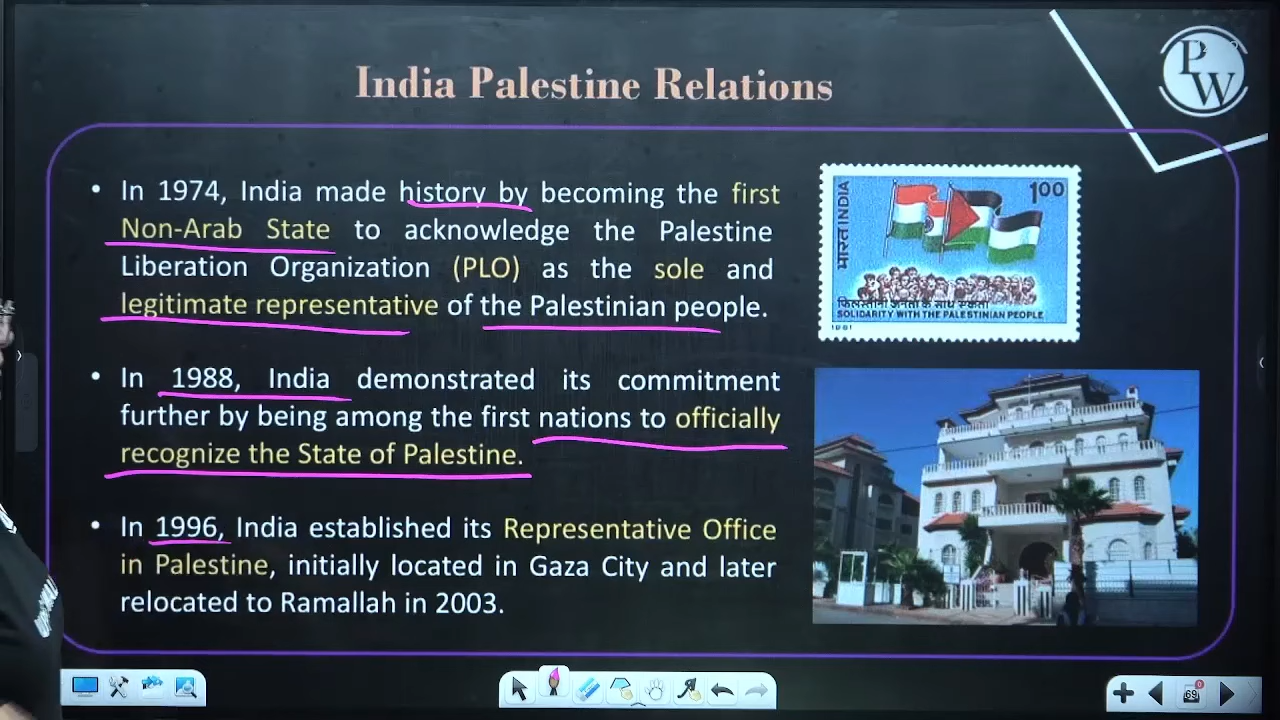 India Palestine Relations
PW
• In 1974, India made history by becoming the first
Non-Arab State to acknowledge the Palestine
Liberation Organization (PLO) as the sole and
legitimate representative of the Palestinian people.
• In 1988, India demonstrated its commitment
further by being among the first nations to officially
recognize the State of Palestine.
• In 1996, India established its Representative Office
in Palestine, initially located in Gaza City and later
relocated to Ramallah in 2003.
भारत INDIA
100
SOLIDARITY WITH THE PALESTINIAN PEOPLE
1981
69